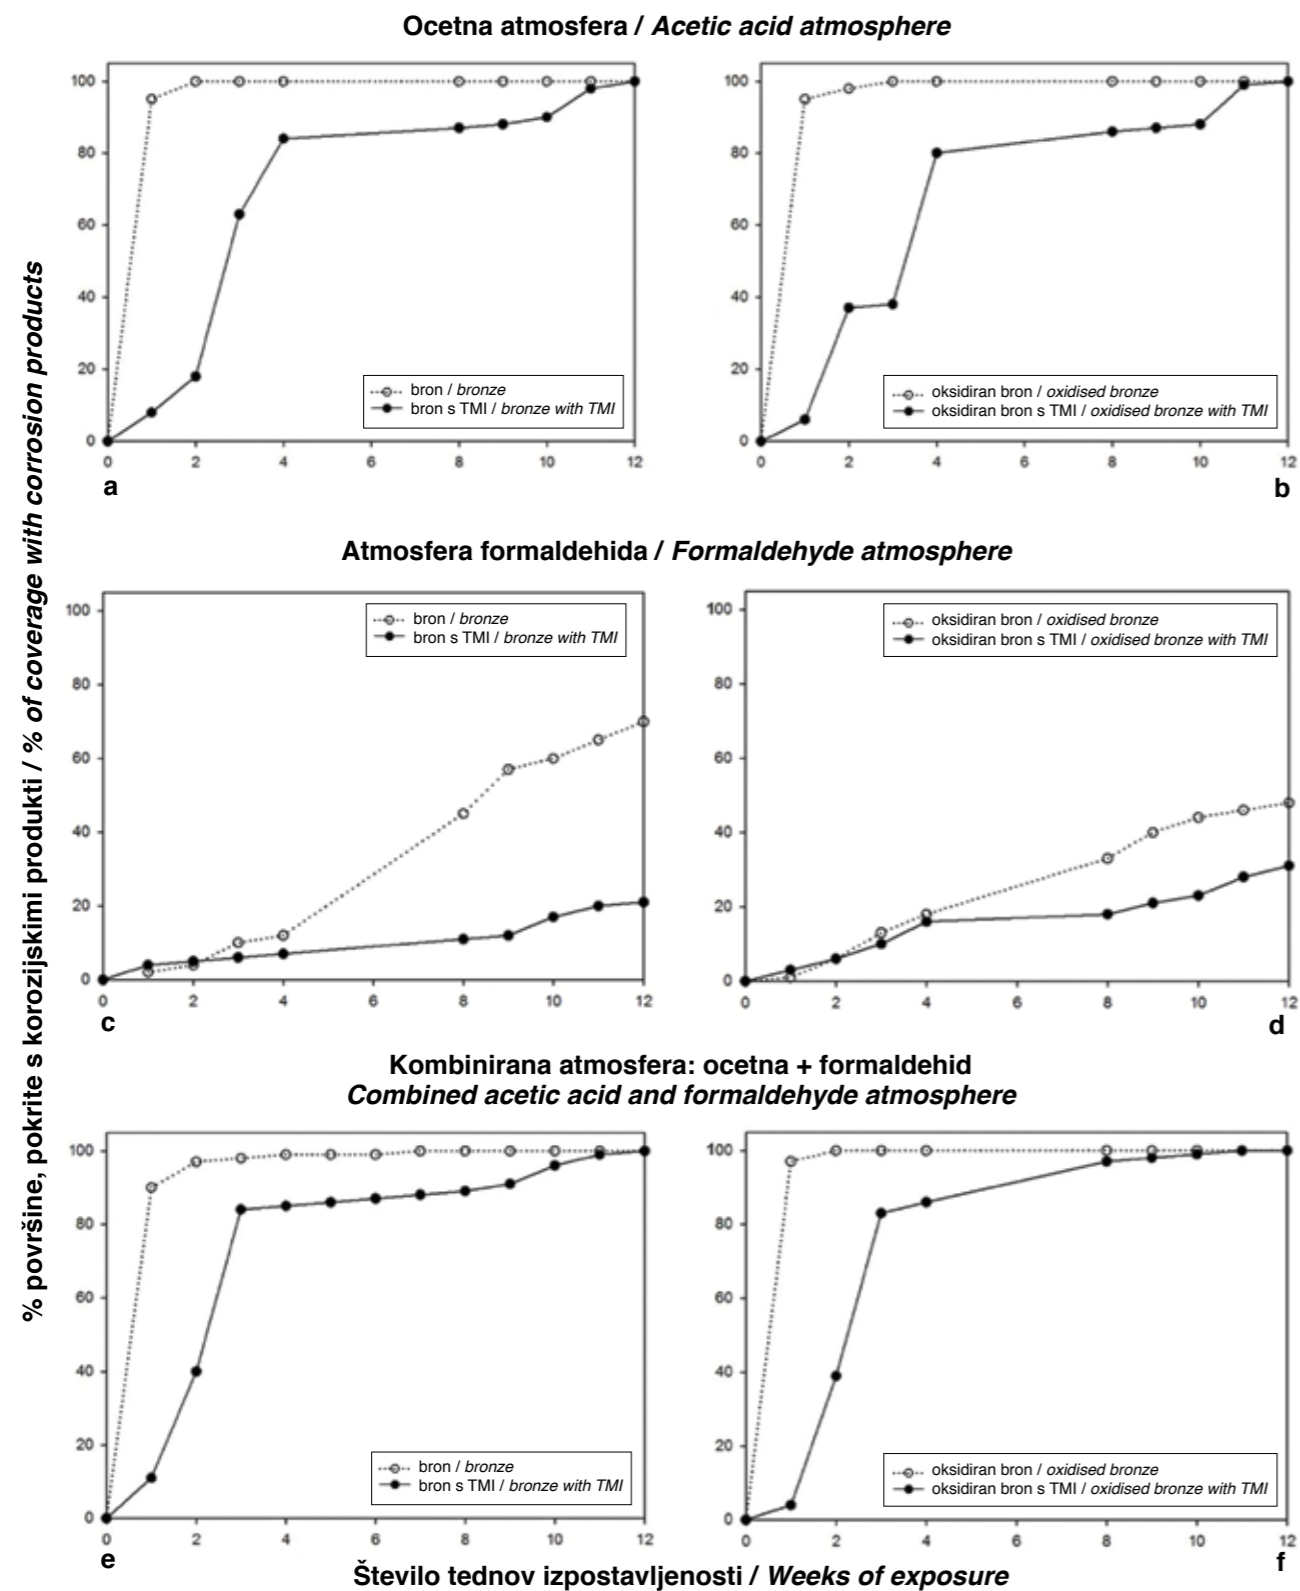 Ocetna atmosfera / Acetic acid atmosphere
100
80
60
40
20
0
bron / bronze
bron s TMI / bronze with TMI
0 2 4 6 8 10 12
a
100
80
60
40
20
0
oksidiran bron / oxidised bronze
oksidiran bron s TMI / oxidised bronze with TMI
0 2 4 6 8 10 12
b
% površine, pokrite s korozijskimi produkti / % of coverage with corrosion products
Atmosfera formaldehida / Formaldehyde atmosphere
100
80
60
40
20
0
bron / bronze
bron s TMI / bronze with TMI
0 2 4 6 8 10 12
c
100
80
60
40
20
0
oksidiran bron / oxidised bronze
oksidiran bron s TMI / oxidised bronze with TMI
0 2 4 6 8 10 12
d
Kombinirana atmosfera: ocetna + formaldehid
Combined acetic acid and formaldehyde atmosphere
100
80
60
40
20
0
bron / bronze
bron s TMI / bronze with TMI
0 2 4 6 8 10 12
e
100
80
60
40
20
0
oksidiran bron / oxidised bronze
oksidiran bron s TMI / oxidised bronze with TMI
0 2 4 6 8 10 12
f
Število tednov izpostavljenosti / Weeks of exposure